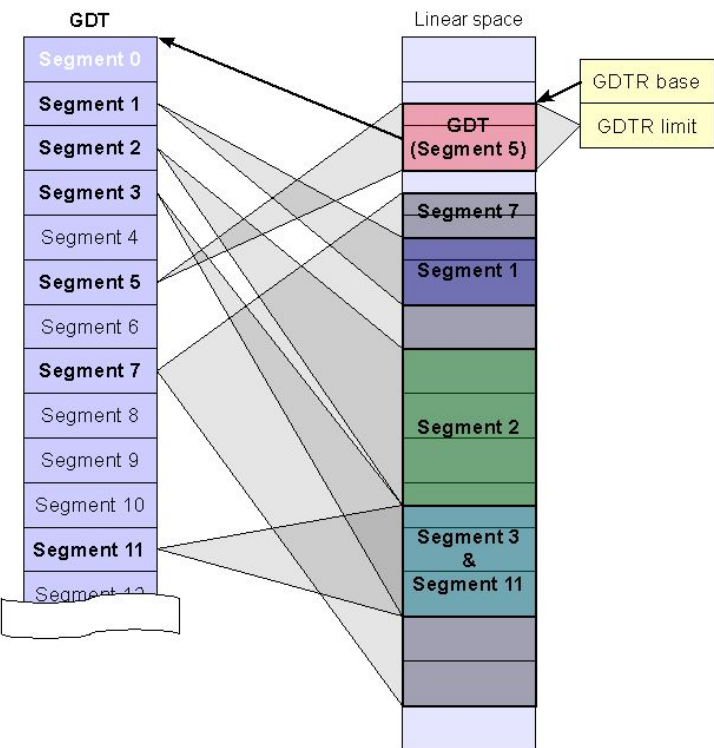 GDT
Segment 0
Segment 1
Segment 2
Segment 3
Segment 4
Segment 5
Segment 6
Segment 7
Segment 8
Segment 9
Segment 10
Segment 11
Segment 12
Linear space
GDT
(Segment 5)
Segment 7
Segment 1
Segment 2
Segment 3
&
Segment 11
GDTR base
GDTR limit